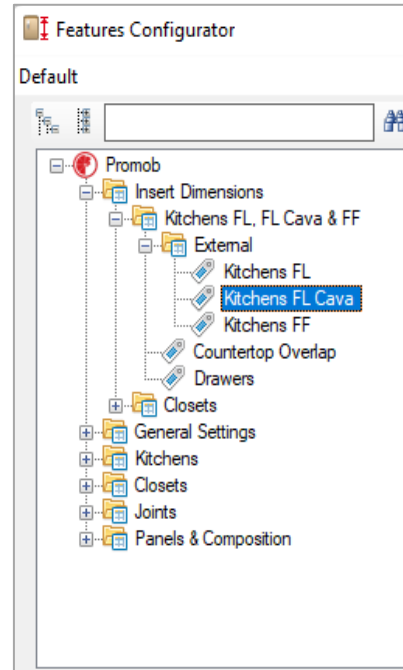 Features Configurator
Default
Promob
Insert Dimensions
Kitchens FL, FL Cava & FF
External
Kitchens FL
Kitchens FL Cava
Kitchens FF
Countertop Overlap
Drawers
Closets
General Settings
Kitchens
Closets
Joints
Panels & Composition